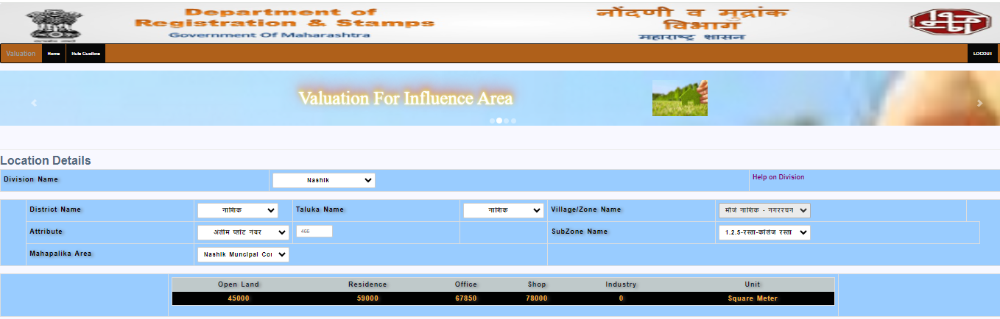 Department of
Registration & Stamps
Government Of Maharashtra
नोंदणी व मुद्रांक
विभाग
महाराष्ट्र शासन
Valuation Home Rule Guidline LOGOUT
Valuation For Influence Area
Location Details
Division Name Nashik Help on Division
District Name नाशिक Taluka Name नाशिक Village/Zone Name मौजे नाशिक - नगररचन
Attribute अंतीम प्लॉट नंबर 466 SubZone Name 1.2.5-रस्ता-कॉलेज रस्ता
Mahapalika Area Nashik Muncipal Cor
Open Land Residence Office Shop Industry Unit
45000 59000 67850 78000 0 Square Meter